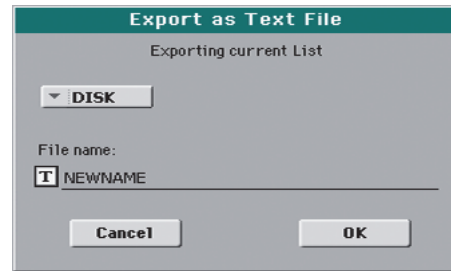 Export as Text File
Exporting current List
DISK
File name:
T NEWNAME
Cancel OK